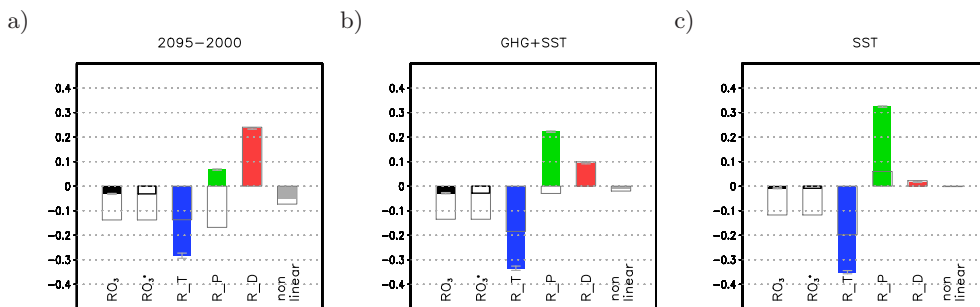 a)
2095−2000
0.4
0.3
0.2
0.1
0
−0.1
−0.2
−0.3
−0.4
RO₃
RO₃*
R_T
R_P
R_D
non
linear
b)
GHG+SST
0.4
0.3
0.2
0.1
0
−0.1
−0.2
−0.3
−0.4
RO₃
RO₃*
R_T
R_P
R_D
non
linear
c)
SST
0.4
0.3
0.2
0.1
0
−0.1
−0.2
−0.3
−0.4
RO₃
RO₃*
R_T
R_P
R_D
non
linear